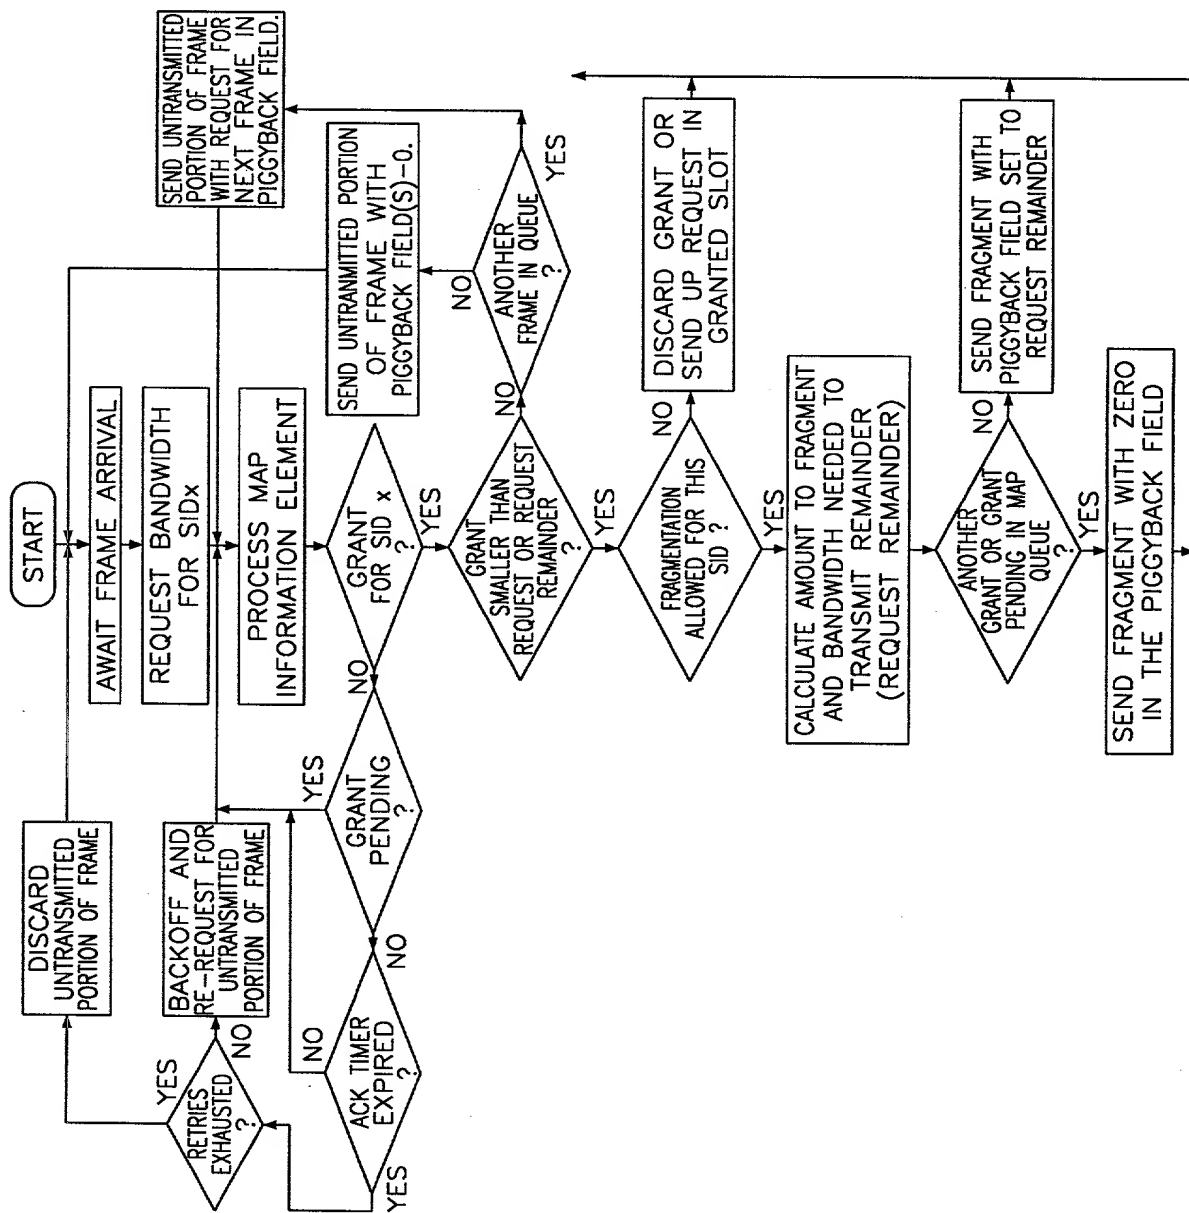 START
AWAIT FRAME ARRIVAL
REQUEST BANDWIDTH
FOR SIDx
PROCESS MAP
INFORMATION ELEMENT
GRANT
FOR SID x
?
NO
YES
GRANT
PENDING
?
YES
NO
ACK TIMER
EXPIRED
?
NO
YES
RETRIES
EXHAUSTED
?
YES
NO
DISCARD
UNTRANSMITTED
PORTION OF FRAME
BACKOFF AND
RE-REQUEST FOR
UNTRANSMITTED
PORTION OF FRAME
GRANT
SMALLER THAN
REQUEST OR REQUEST
REMAINDER
?
NO
YES
ANOTHER
FRAME IN QUEUE
?
NO
YES
SEND UNTRANMITTED PORTION
OF FRAME WITH
PIGGYBACK FIELD(S)-0.
SEND UNTRANSMITTED
PORTION OF FRAME
WITH REQUEST FOR
NEXT FRAME IN
PIGGYBACK FIELD.
FRAGMENTATION
ALLOWED FOR THIS
SID ?
NO
YES
DISCARD GRANT OR
SEND UP REQUEST IN
GRANTED SLOT
CALCULATE AMOUNT TO FRAGMENT
AND BANDWIDTH NEEDED TO
TRANSMIT REMAINDER
(REQUEST REMAINDER)
ANOTHER
GRANT OR GRANT
PENDING IN MAP
QUEUE
?
NO
YES
SEND FRAGMENT WITH
PIGGYBACK FIELD SET TO
REQUEST REMAINDER
SEND FRAGMENT WITH ZERO
IN THE PIGGYBACK FIELD